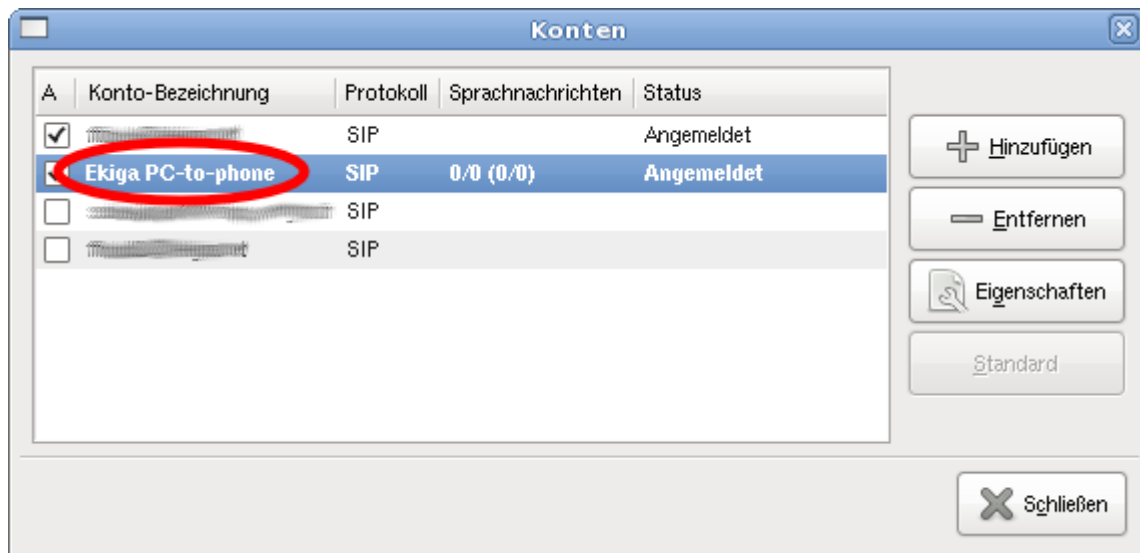 Konten
A Konto-Bezeichnung Protokoll Sprachnachrichten Status
SIP Angemeldet
Ekiga PC-to-phone SIP 0/0 (0/0) Angemeldet
SIP
SIP
Hinzufügen
Entfernen
Eigenschaften
Standard
Schließen